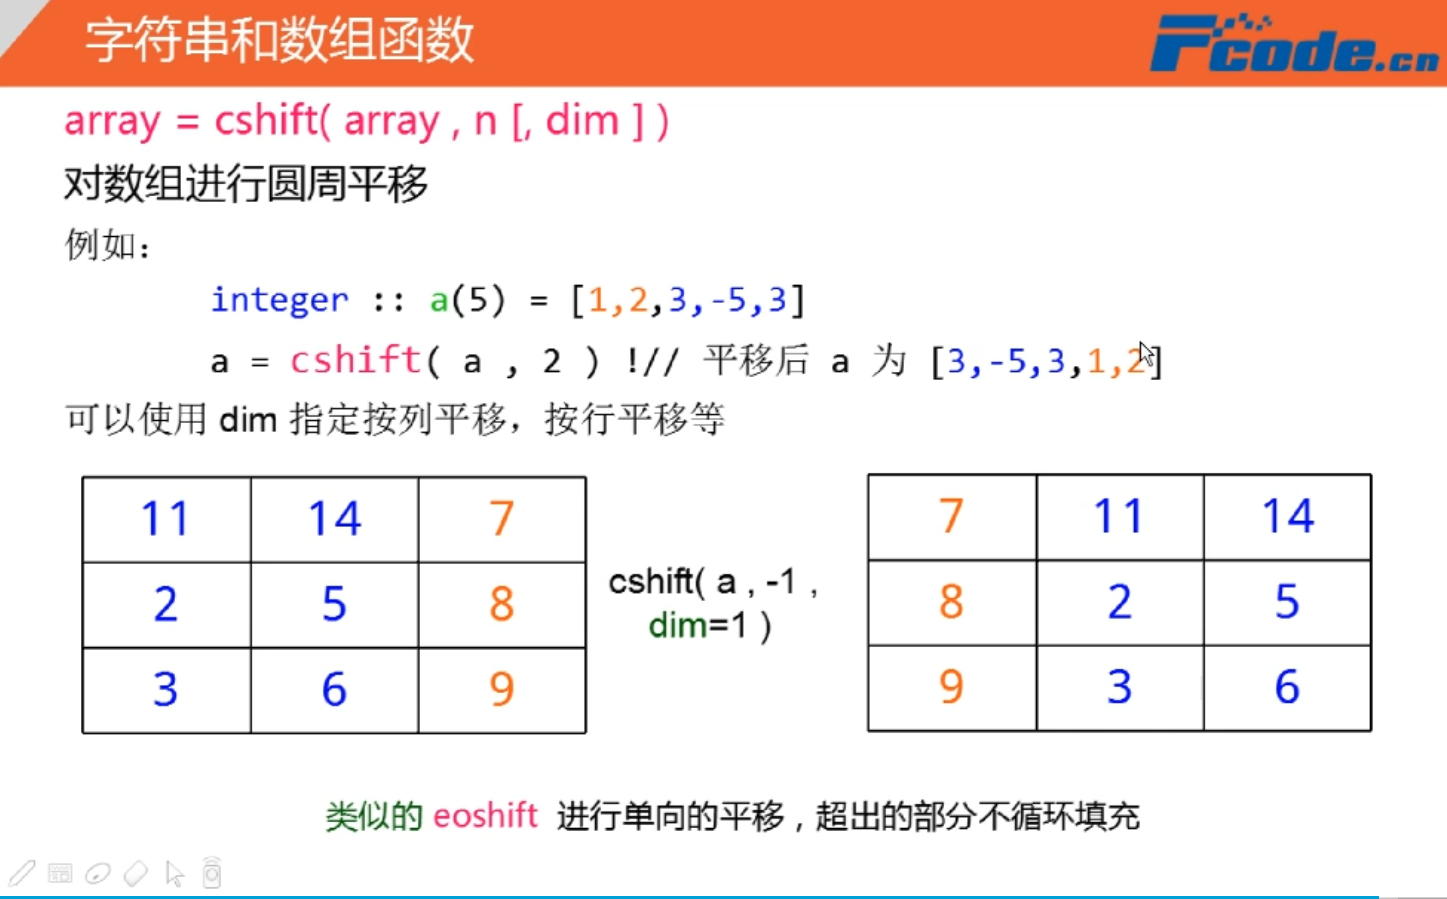 字符串和数组函数
Fcode.cn
array = cshift( array , n [, dim ] )
对数组进行圆周平移
例如：
integer :: a(5) = [1,2,3,-5,3]
a = cshift( a , 2 ) !// 平移后 a 为 [3,-5,3,1,2]
可以使用 dim 指定按列平移，按行平移等
11 14 7
2 5 8
3 6 9
cshift( a , -1 ,
dim=1 )
7 11 14
8 2 5
9 3 6
类似的 eoshift 进行单向的平移，超出的部分不循环填充